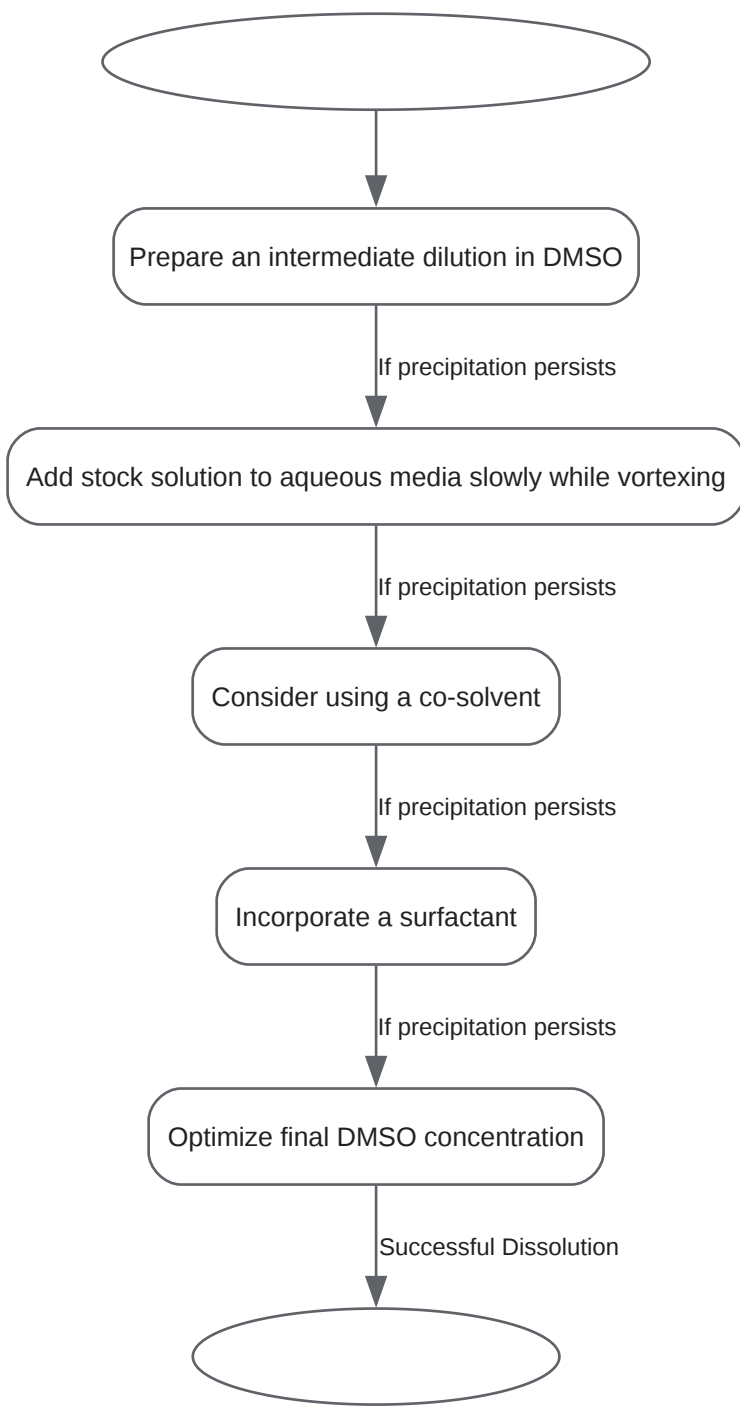 Prepare an intermediate dilution in DMSO
If precipitation persists
Add stock solution to aqueous media slowly while vortexing
If precipitation persists
Consider using a co-solvent
If precipitation persists
Incorporate a surfactant
If precipitation persists
Optimize final DMSO concentration
Successful Dissolution